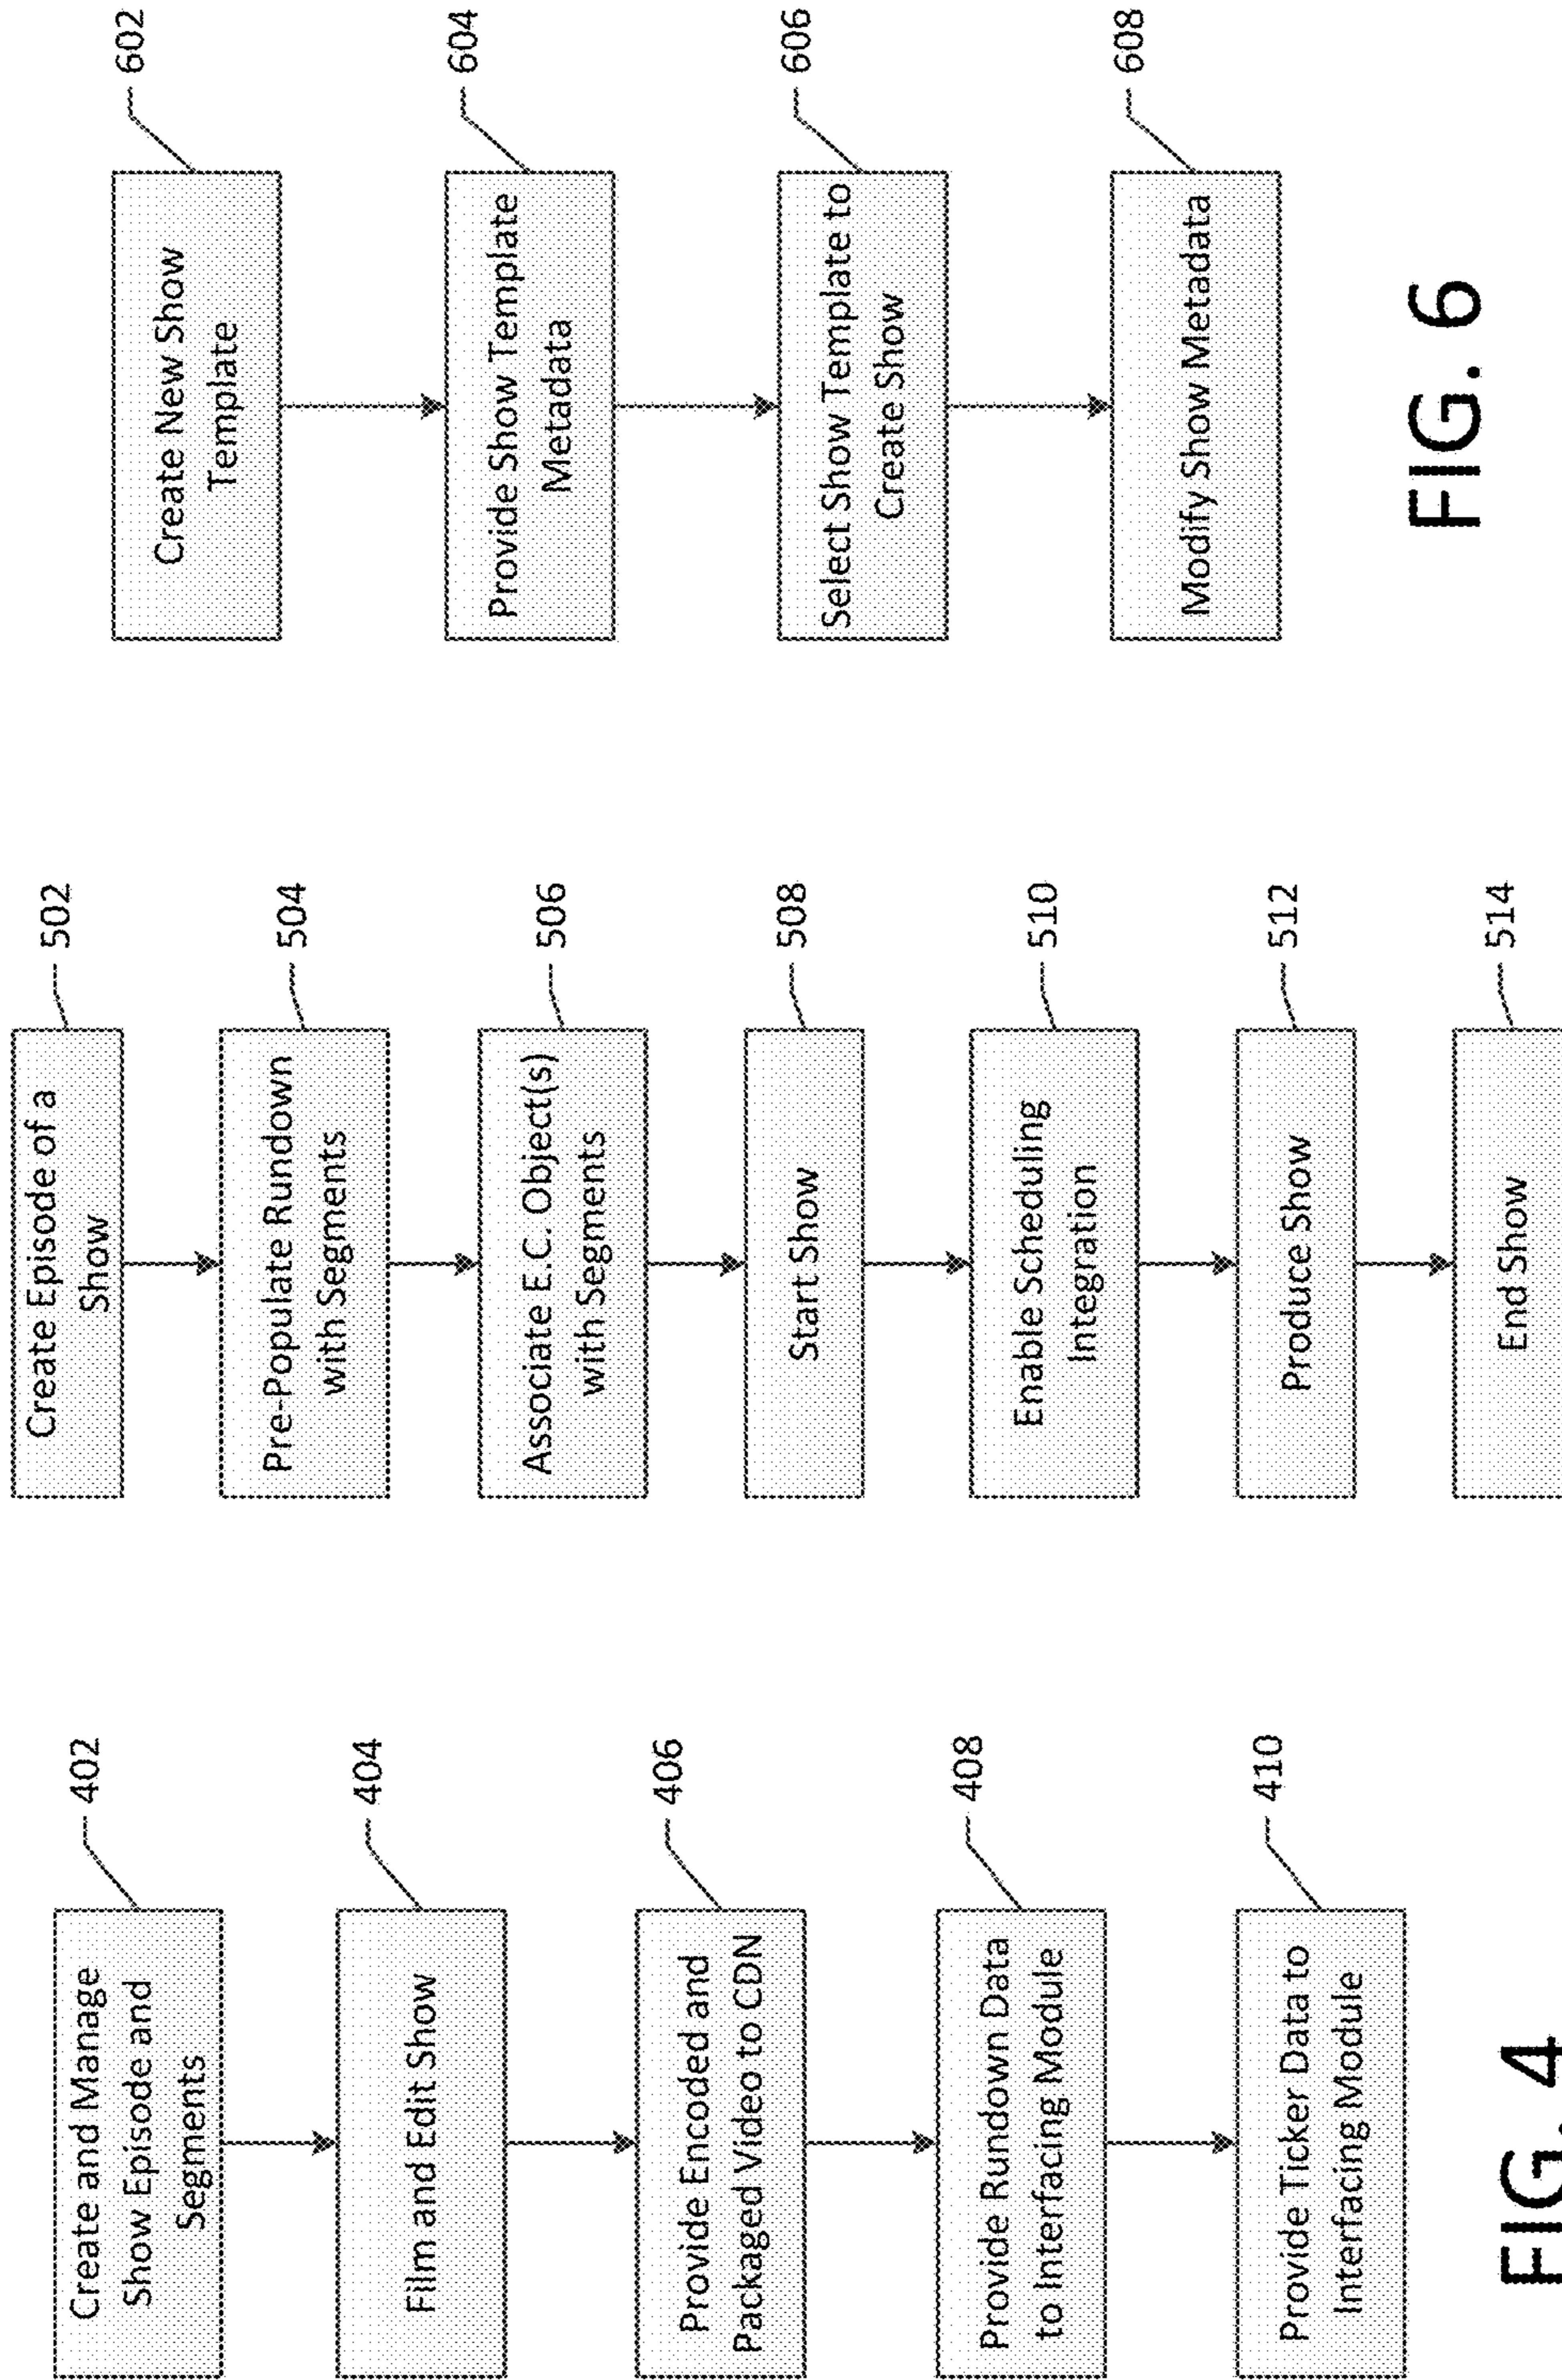 Create and Manage
Show Episode and
Segments
402
Film and Edit Show
404
Provide Encoded and
Packaged Video to CDN
406
Provide Rundown Data
to Interfacing Module
408
Provide Ticker Data to
Interfacing Module
410
FIG. 4
Create Episode of a
Show
502
Pre-Populate Rundown
with Segments
504
Associate E.C. Object(s)
with Segments
506
Start Show
508
Enable Scheduling
Integration
510
Produce Show
512
End Show
514
Create New Show
Template
602
Provide Show Template
Metadata
604
Select Show Template to
Create Show
606
Modify Show Metadata
608
FIG. 6